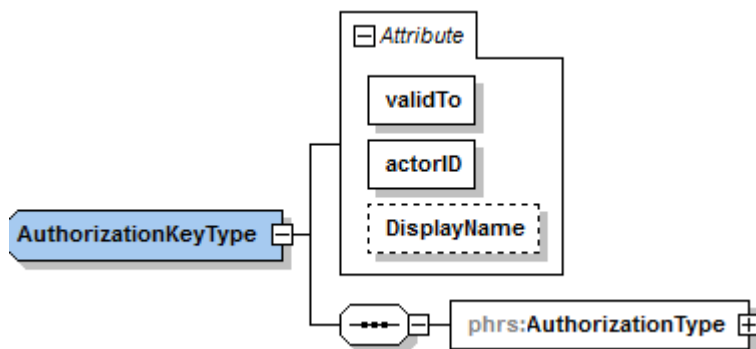 Attribute
validTo
actorID
DisplayName
AuthorizationKeyType
phrs:AuthorizationType